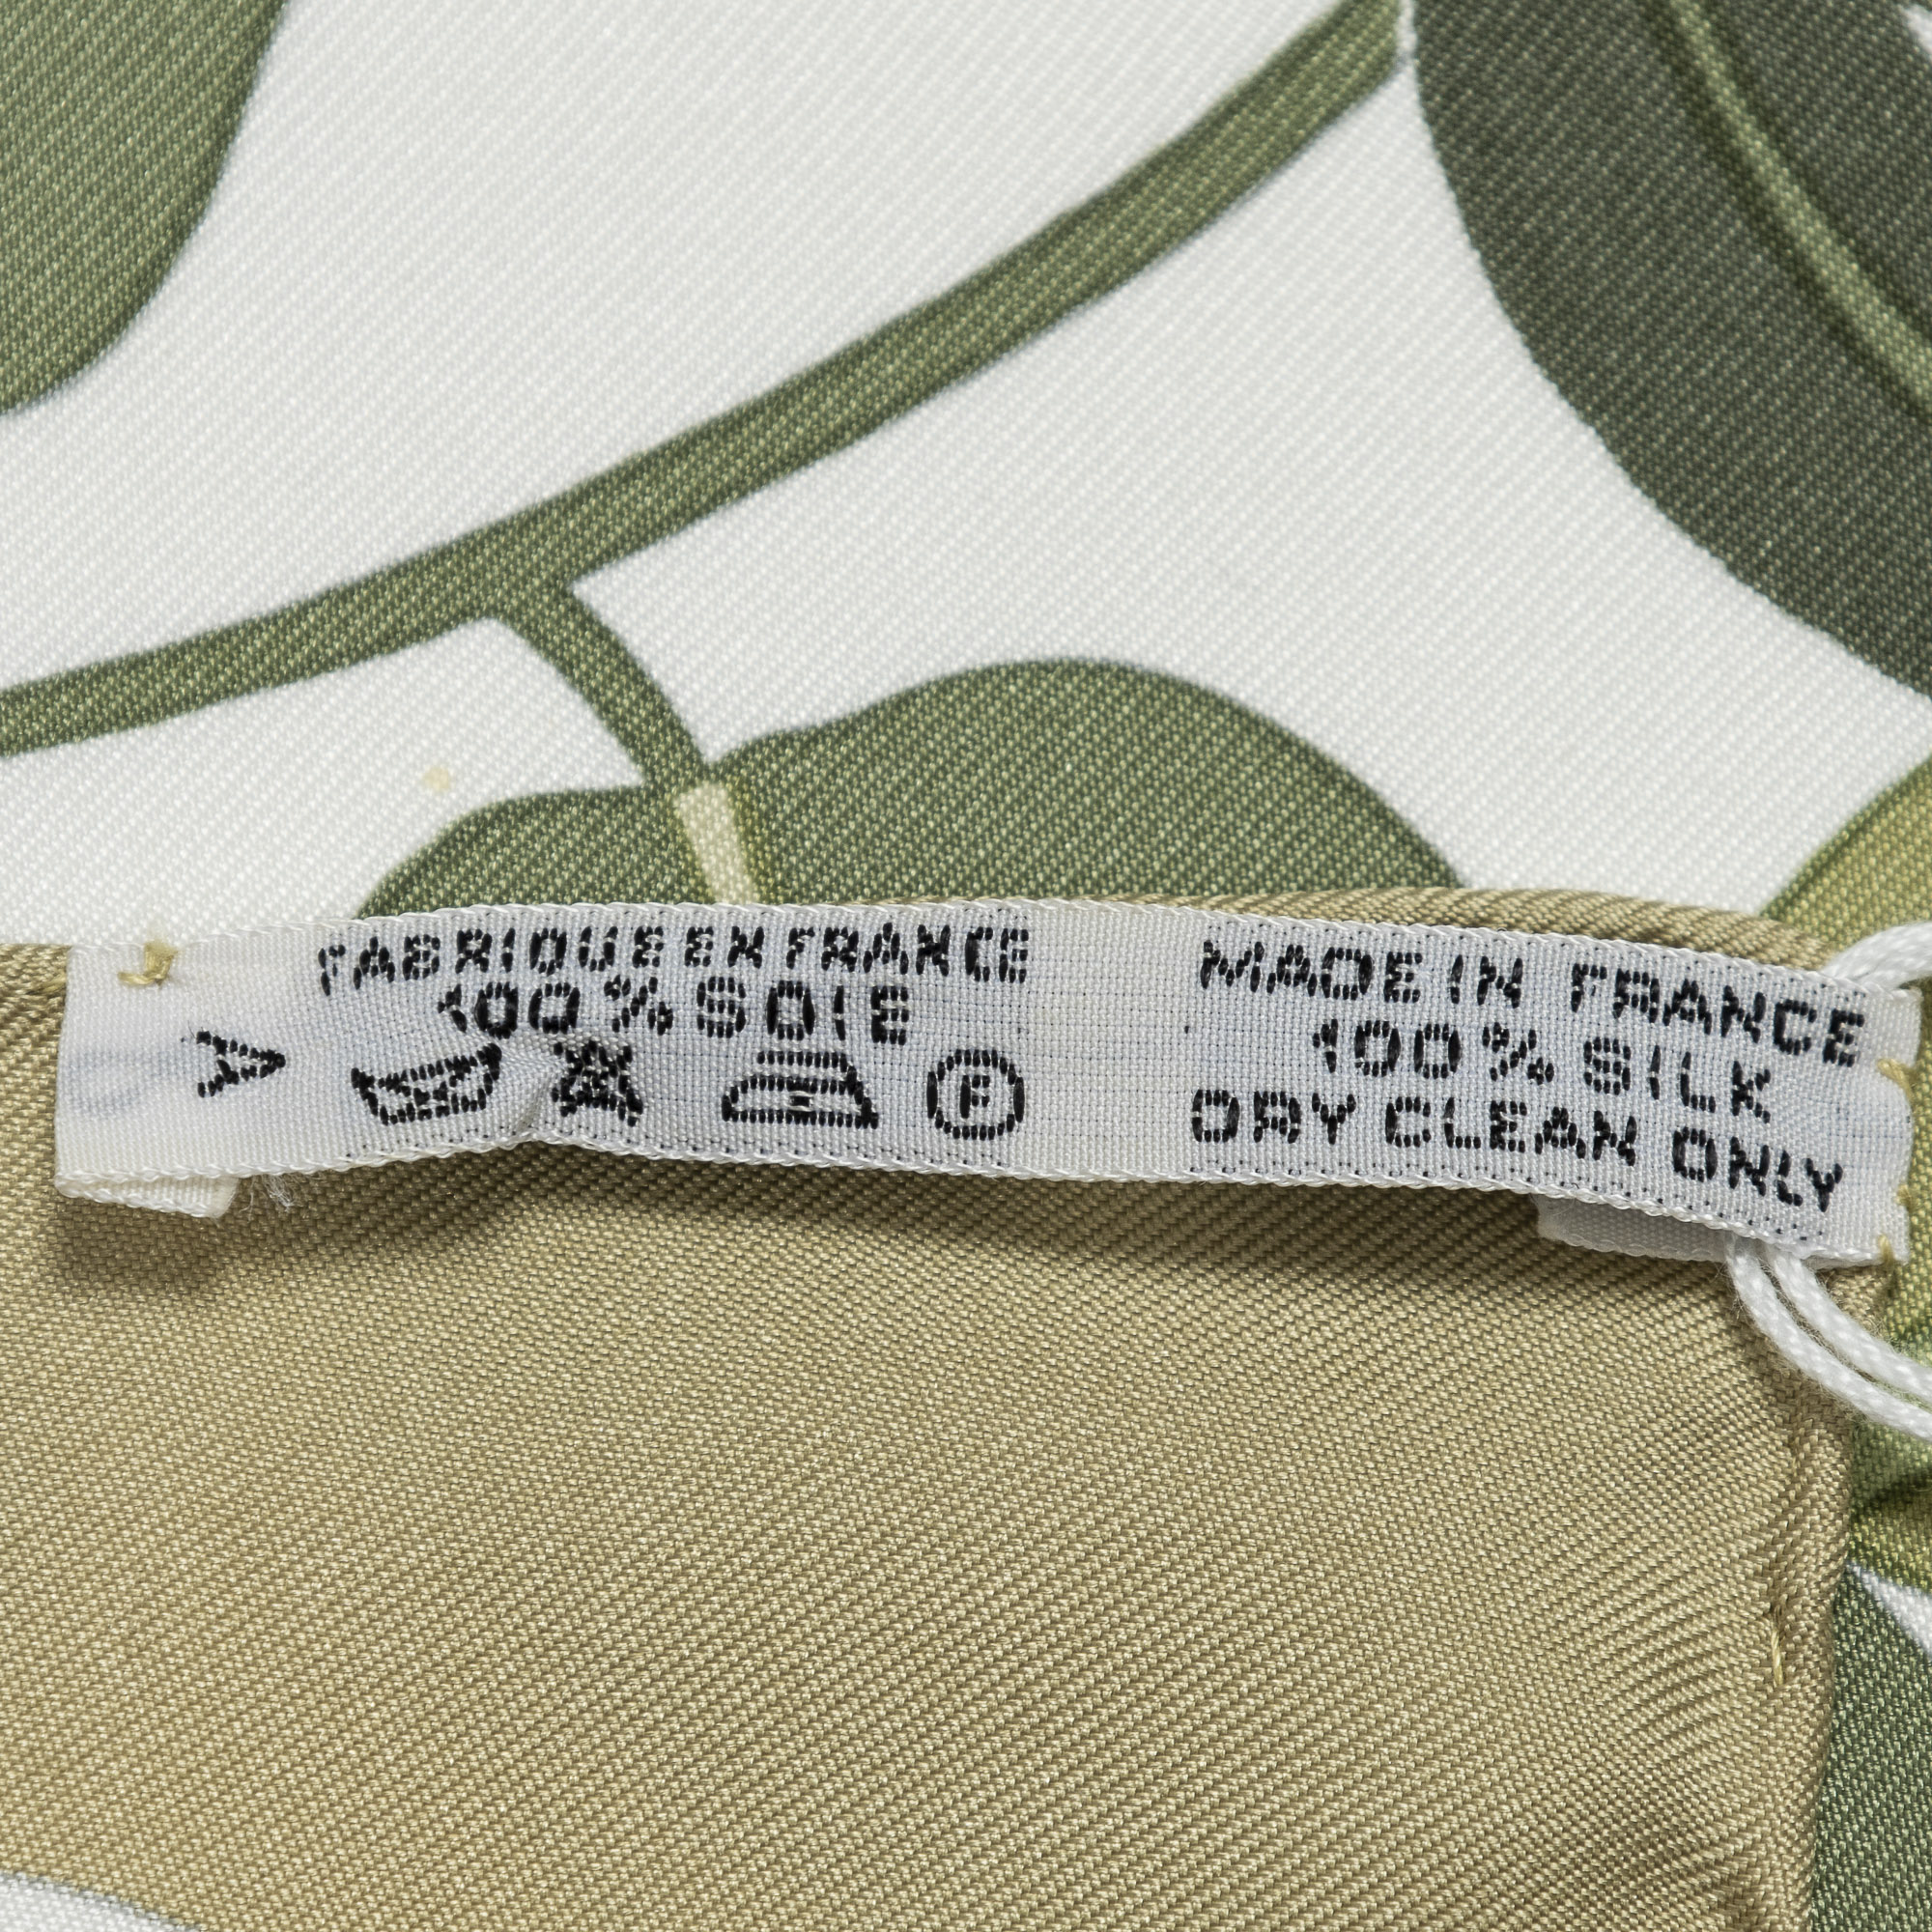 FABRIQUE EN FRANCE
100 % SOIE
A
F
MADE IN FRANCE
100 % SILK
DRY CLEAN ONLY